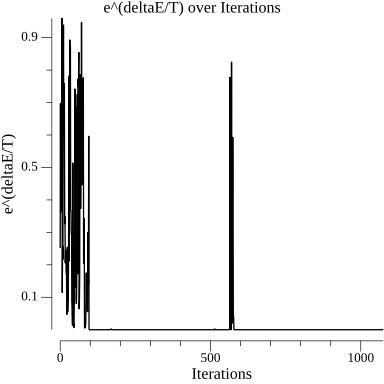 e^(deltaE/T) over Iterations
e^(deltaE/T)
0.9
0.5
0.1
0
500
1000
Iterations